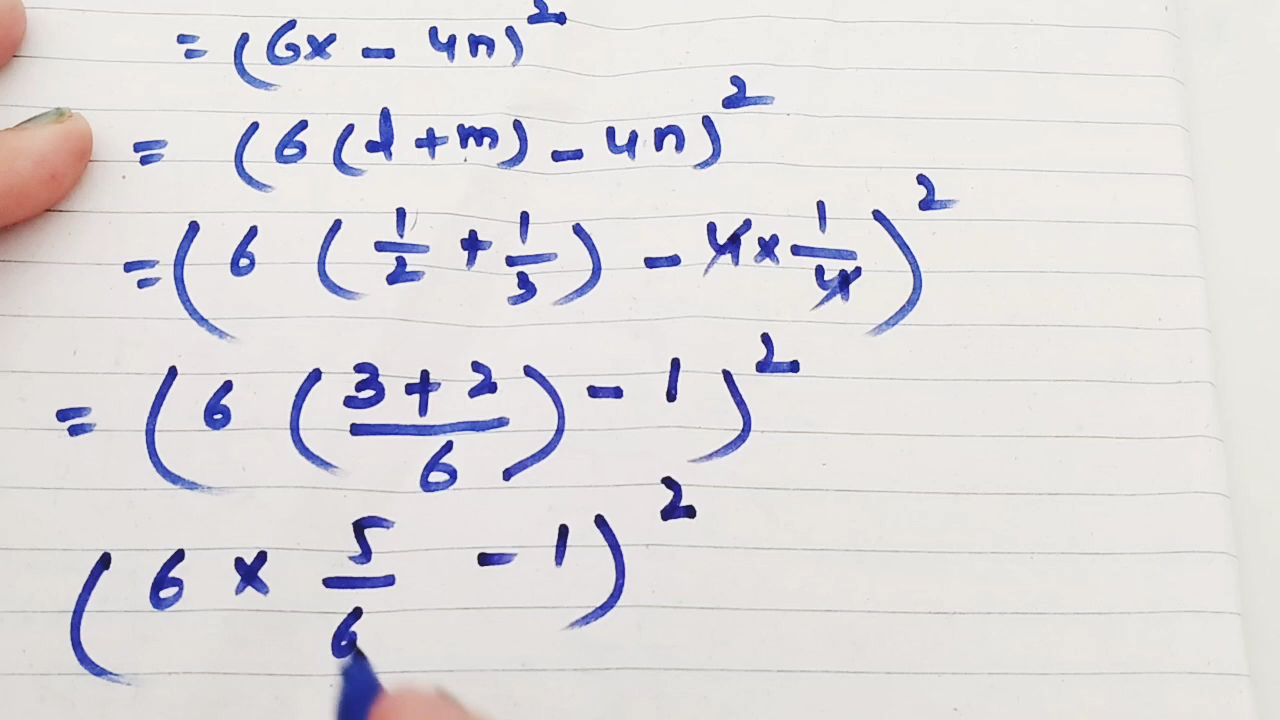 = (6x - 4n)²
= (6(l+m) - 4n)²
= (6 (1/2 + 1/3) - 4 × 1/4)²
= (6 ((3+2)/6) - 1)²
(6 × 5/6 - 1)²